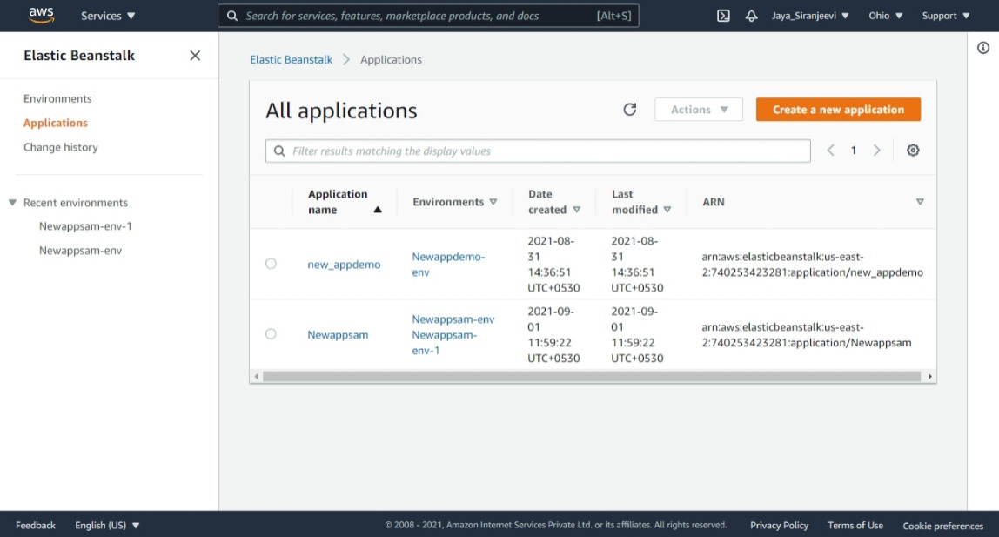 aws
Services
Search for services, features, marketplace products, and docs
[Alt+S]
Jaya_Siranjeevi
Ohio
Support
Elastic Beanstalk
Environments
Applications
Change history
Recent environments
Newappsam-env-1
Newappsam-env
Elastic Beanstalk
Applications
All applications
Actions
Create a new application
Filter results matching the display values
1
Application
name
Environments
Date
created
Last
modified
ARN
new_appdemo
Newappdemo-
env
2021-08-
31
14:36:51
UTC+0530
2021-08-
31
14:36:51
UTC+0530
arn:aws:elasticbeanstalk:us-east-
2:740253423281:application/new_appdemo
Newappsam
Newappsam-env
Newappsam-
env-1
2021-09-
01
11:59:22
UTC+0530
2021-09-
01
11:59:22
UTC+0530
arn:aws:elasticbeanstalk:us-east-
2:740253423281:application/Newappsam
Feedback
English (US)
© 2008 - 2021, Amazon Internet Services Private Ltd. or its affiliates. All rights reserved.
Privacy Policy
Terms of Use
Cookie preferences